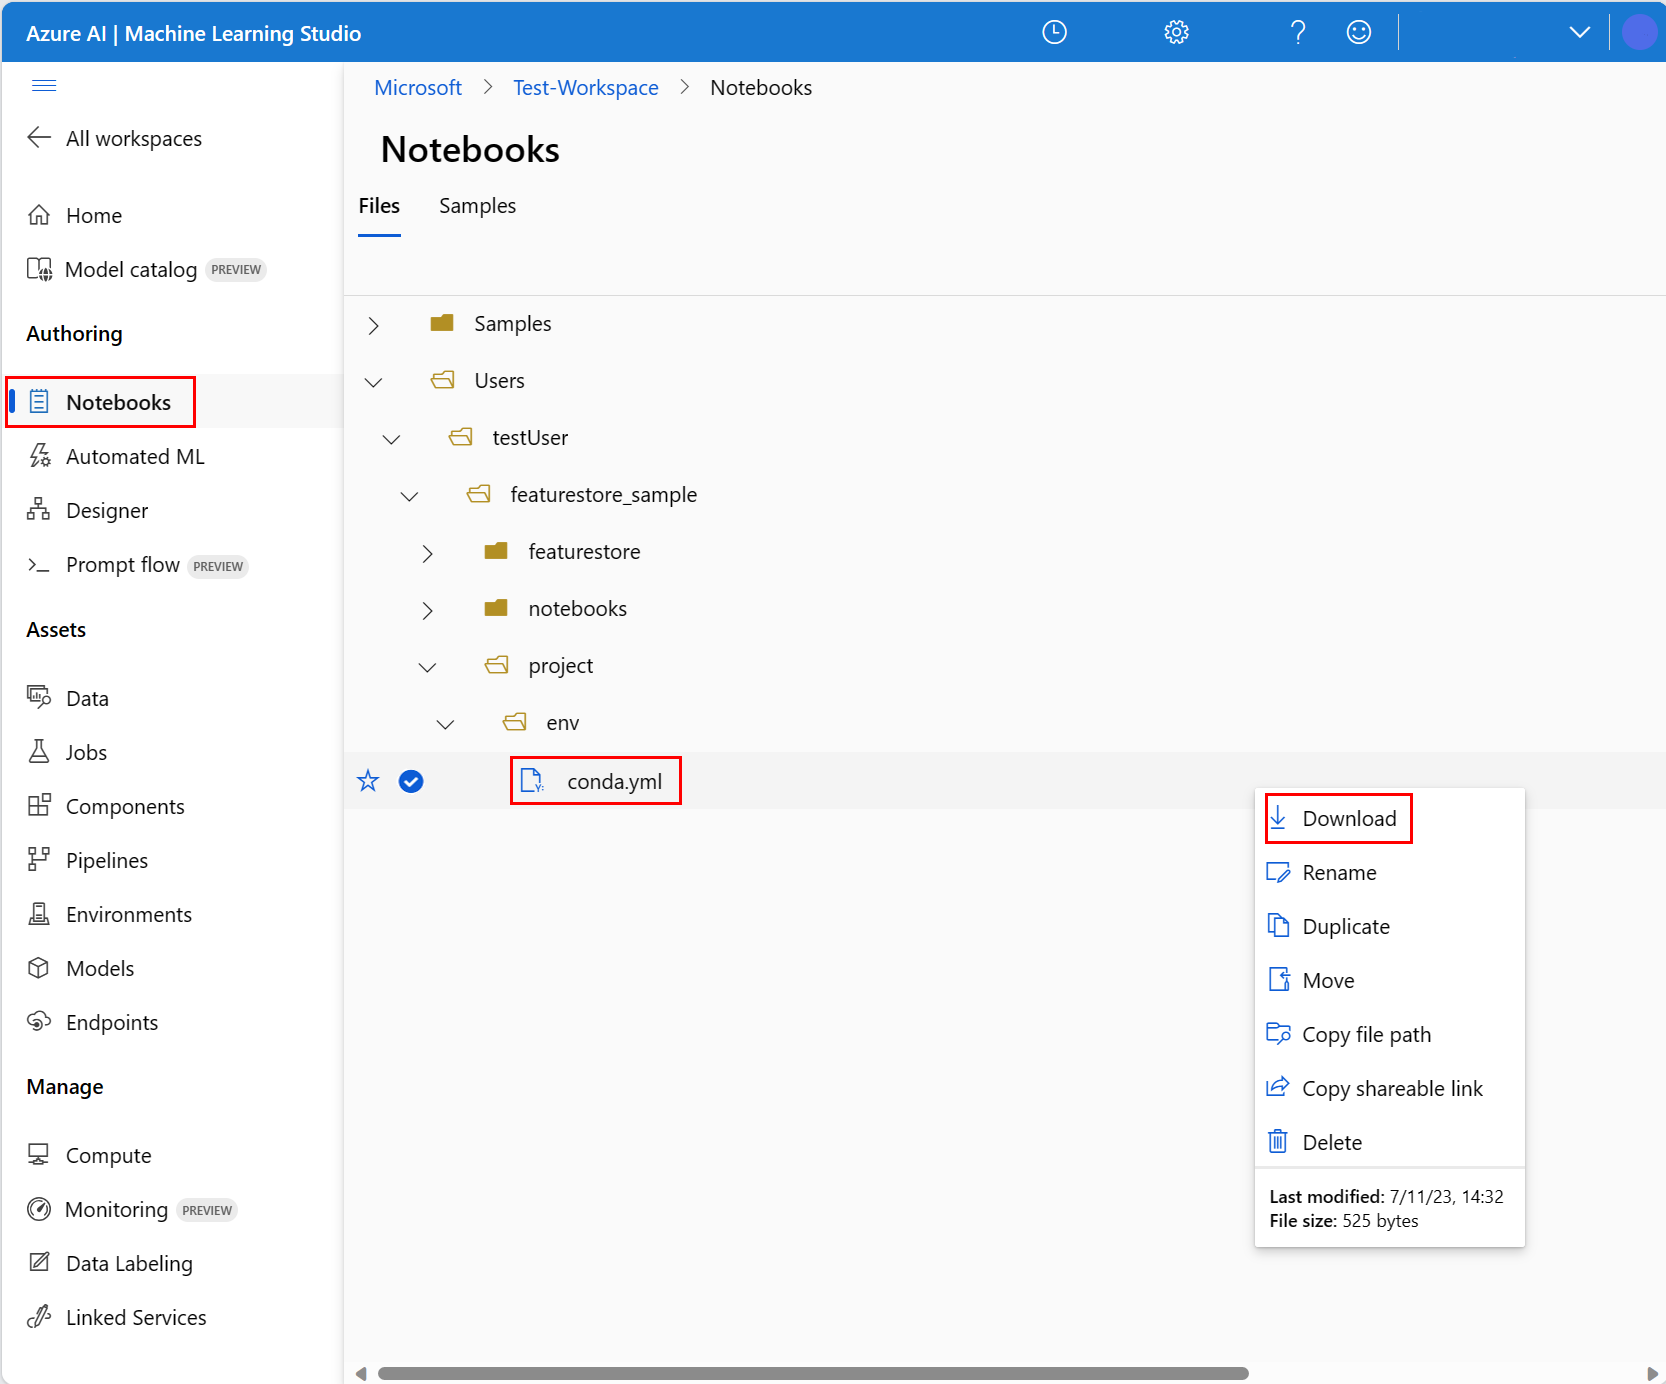 Azure AI | Machine Learning Studio
Microsoft > Test-Workspace > Notebooks
All workspaces
Home
Model catalog PREVIEW
Authoring
Notebooks
Automated ML
Designer
Prompt flow PREVIEW
Assets
Data
Jobs
Components
Pipelines
Environments
Models
Endpoints
Manage
Compute
Monitoring PREVIEW
Data Labeling
Linked Services
Notebooks
Files Samples
Samples
Users
testUser
featurestore_sample
featurestore
notebooks
project
env
conda.yml
Download
Rename
Duplicate
Move
Copy file path
Copy shareable link
Delete
Last modified: 7/11/23, 14:32
File size: 525 bytes